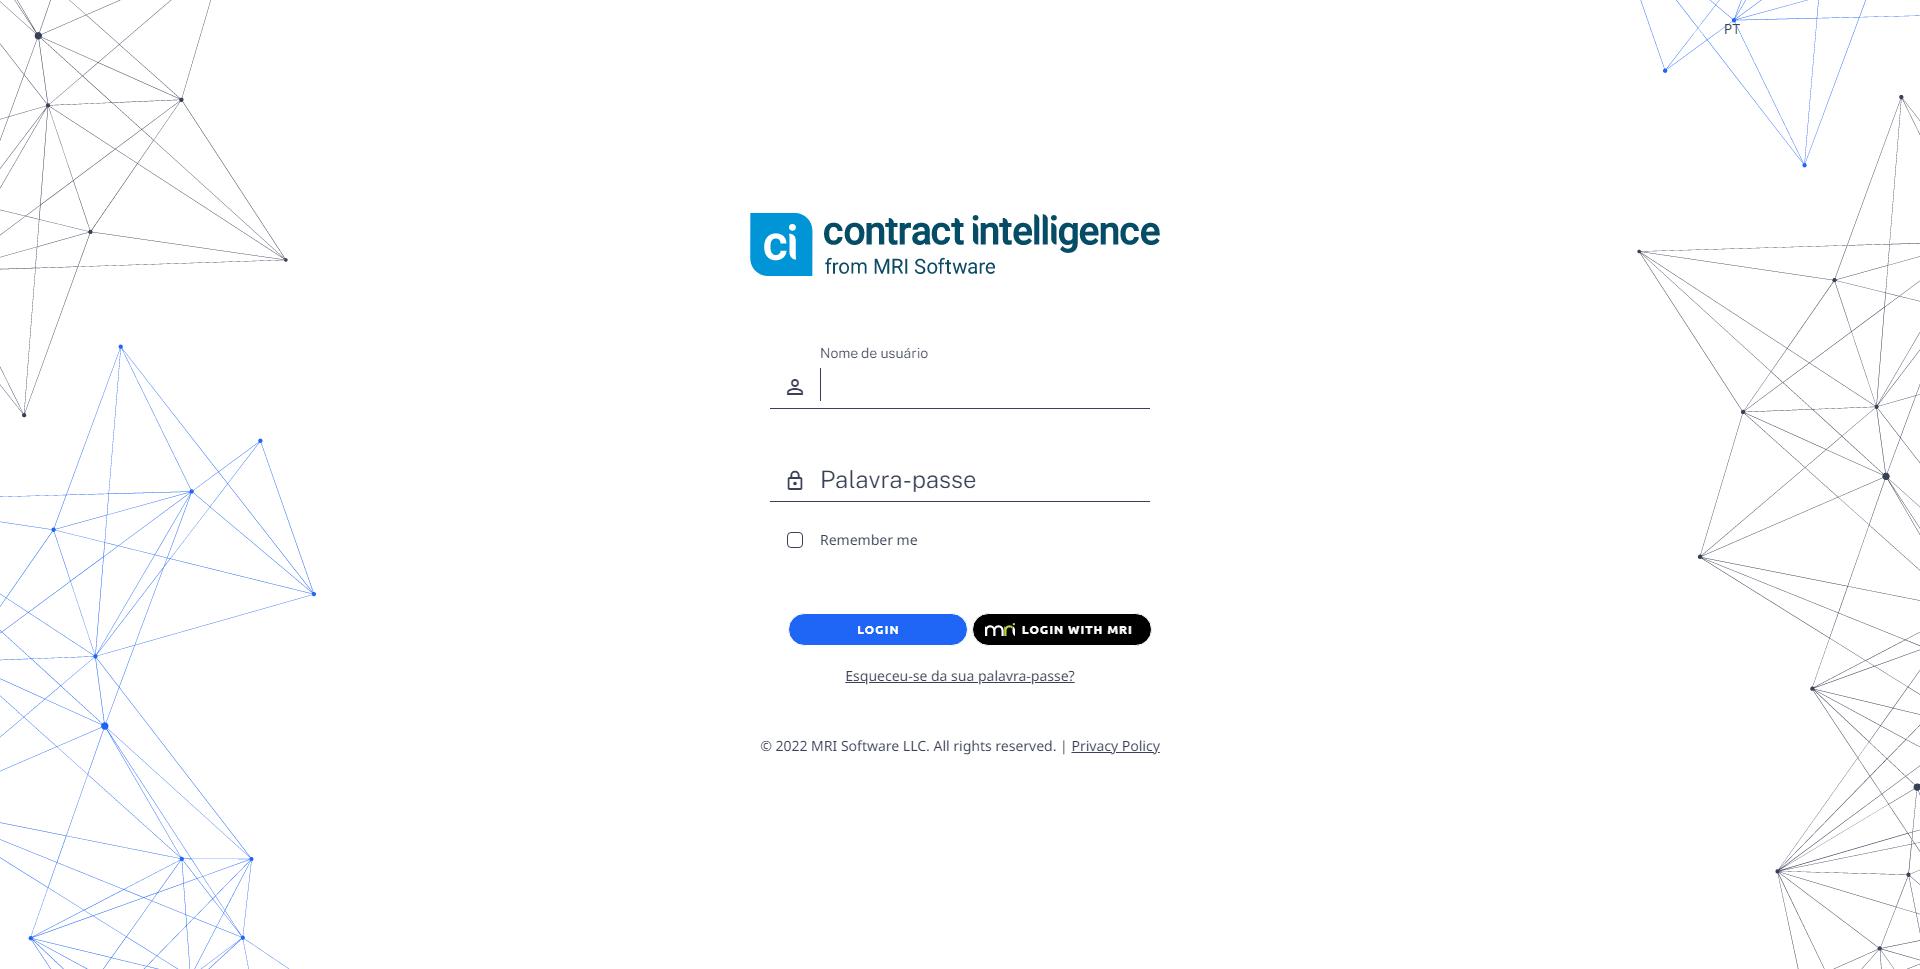 PT
ci contract intelligence
from MRI Software
Nome de usuário
Palavra-passe
Remember me
LOGIN
mri LOGIN WITH MRI
Esqueceu-se da sua palavra-passe?
© 2022 MRI Software LLC. All rights reserved. | Privacy Policy